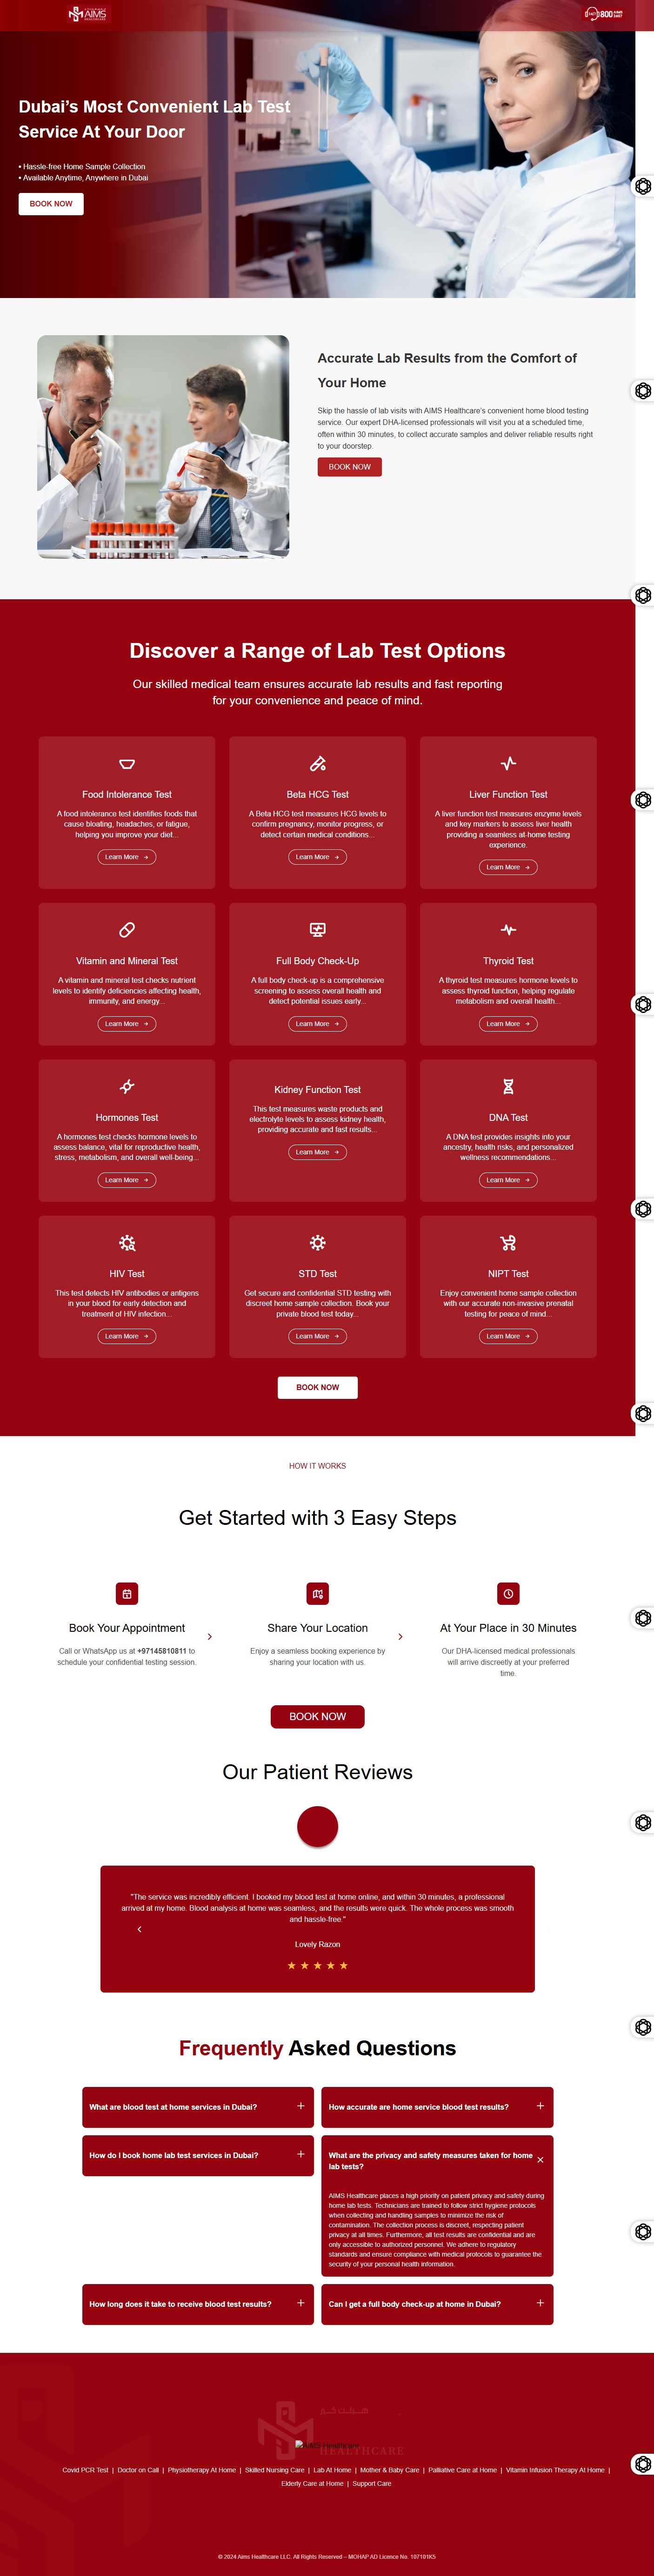 AIMS
HEALTHCARE
24/7 800 AIMS
2467
Dubai's Most Convenient Lab Test
Service At Your Door
• Hassle-free Home Sample Collection
• Available Anytime, Anywhere in Dubai
BOOK NOW
Accurate Lab Results from the Comfort of
Your Home
Skip the hassle of lab visits with AIMS Healthcare's convenient home blood testing
service. Our expert DHA-licensed professionals will visit you at a scheduled time,
often within 30 minutes, to collect accurate samples and deliver reliable results right
to your doorstep.
BOOK NOW
Discover a Range of Lab Test Options
Our skilled medical team ensures accurate lab results and fast reporting
for your convenience and peace of mind.
Food Intolerance Test
A food intolerance test identifies foods that
cause bloating, headaches, or fatigue,
helping you improve your diet...
Learn More
Beta HCG Test
A Beta HCG test measures HCG levels to
confirm pregnancy, monitor progress, or
detect certain medical conditions...
Learn More
Liver Function Test
A liver function test measures enzyme levels
and key markers to assess liver health
providing a seamless at-home testing
experience.
Learn More
Vitamin and Mineral Test
A vitamin and mineral test checks nutrient
levels to identify deficiencies affecting health,
immunity, and energy...
Learn More
Full Body Check-Up
A full body check-up is a comprehensive
screening to assess overall health and
detect potential issues early...
Learn More
Thyroid Test
A thyroid test measures hormone levels to
assess thyroid function, helping regulate
metabolism and overall health...
Learn More
Hormones Test
A hormones test checks hormone levels to
assess balance, vital for reproductive health,
stress, metabolism, and overall well-being...
Learn More
Kidney Function Test
This test measures waste products and
electrolyte levels to assess kidney health,
providing accurate and fast results...
Learn More
DNA Test
A DNA test provides insights into your
ancestry, health risks, and personalized
wellness recommendations...
Learn More
HIV Test
This test detects HIV antibodies or antigens
in your blood for early detection and
treatment of HIV infection...
Learn More
STD Test
Get secure and confidential STD testing with
discreet home sample collection. Book your
private blood test today...
Learn More
NIPT Test
Enjoy convenient home sample collection
with our accurate non-invasive prenatal
testing for peace of mind...
Learn More
BOOK NOW
HOW IT WORKS
Get Started with 3 Easy Steps
Book Your Appointment
Call or WhatsApp us at +97145810811 to
schedule your confidential testing session.
Share Your Location
Enjoy a seamless booking experience by
sharing your location with us.
At Your Place in 30 Minutes
Our DHA-licensed medical professionals
will arrive discreetly at your preferred
time.
BOOK NOW
Our Patient Reviews
"The service was incredibly efficient. I booked my blood test at home online, and within 30 minutes, a professional
arrived at my home. Blood analysis at home was seamless, and the results were quick. The whole process was smooth
and hassle-free."
Lovely Razon
Frequently Asked Questions
What are blood test at home services in Dubai?
How accurate are home service blood test results?
How do I book home lab test services in Dubai?
What are the privacy and safety measures taken for home
lab tests?
AIMS Healthcare places a high priority on patient privacy and safety during
home lab tests. Technicians are trained to follow strict hygiene protocols
when collecting and handling samples to minimize the risk of
contamination. The collection process is discreet, respecting patient
privacy at all times. Furthermore, all test results are confidential and are
only accessible to authorized personnel. We adhere to regulatory
standards and ensure compliance with medical protocols to guarantee the
security of your personal health information.
How long does it take to receive blood test results?
Can I get a full body check-up at home in Dubai?
AIMS Healthcare
HEALTHCARE
Covid PCR Test | Doctor on Call | Physiotherapy At Home | Skilled Nursing Care | Lab At Home | Mother & Baby Care | Palliative Care at Home | Vitamin Infusion Therapy At Home |
Elderly Care at Home | Support Care
© 2024 Aims Healthcare LLC. All Rights Reserved – MOHAP AD Licence No. 107101K5